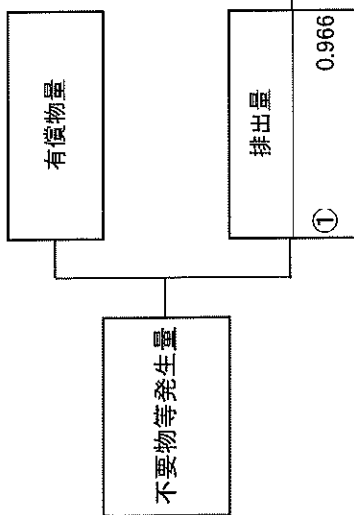 不要物等発生量
有償物量
排出量
① 0.966